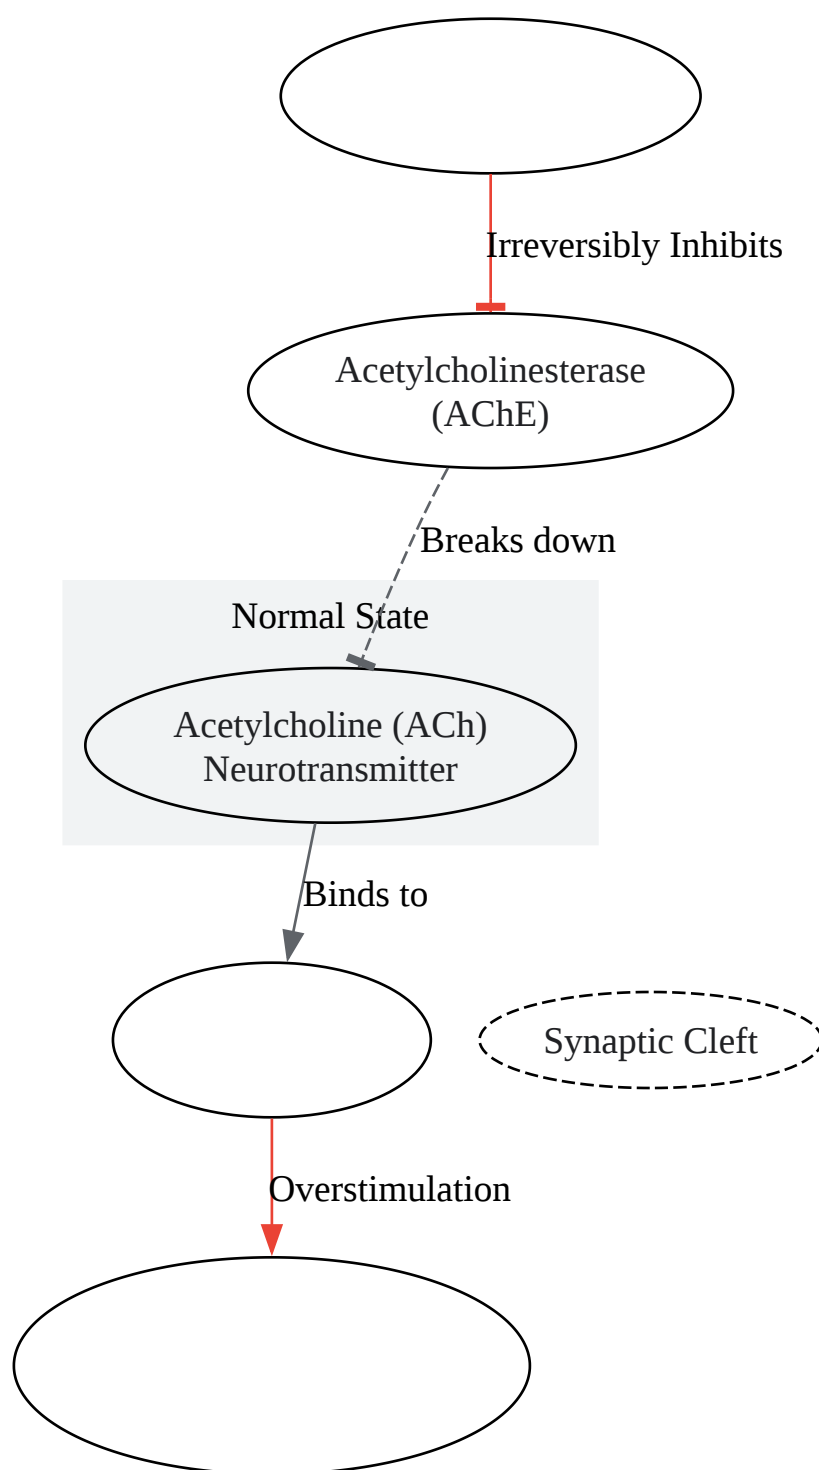 Irreversibly Inhibits
Acetylcholinesterase
(AChE)
Breaks down
Normal State
Acetylcholine (ACh)
Neurotransmitter
Binds to
Synaptic Cleft
Overstimulation